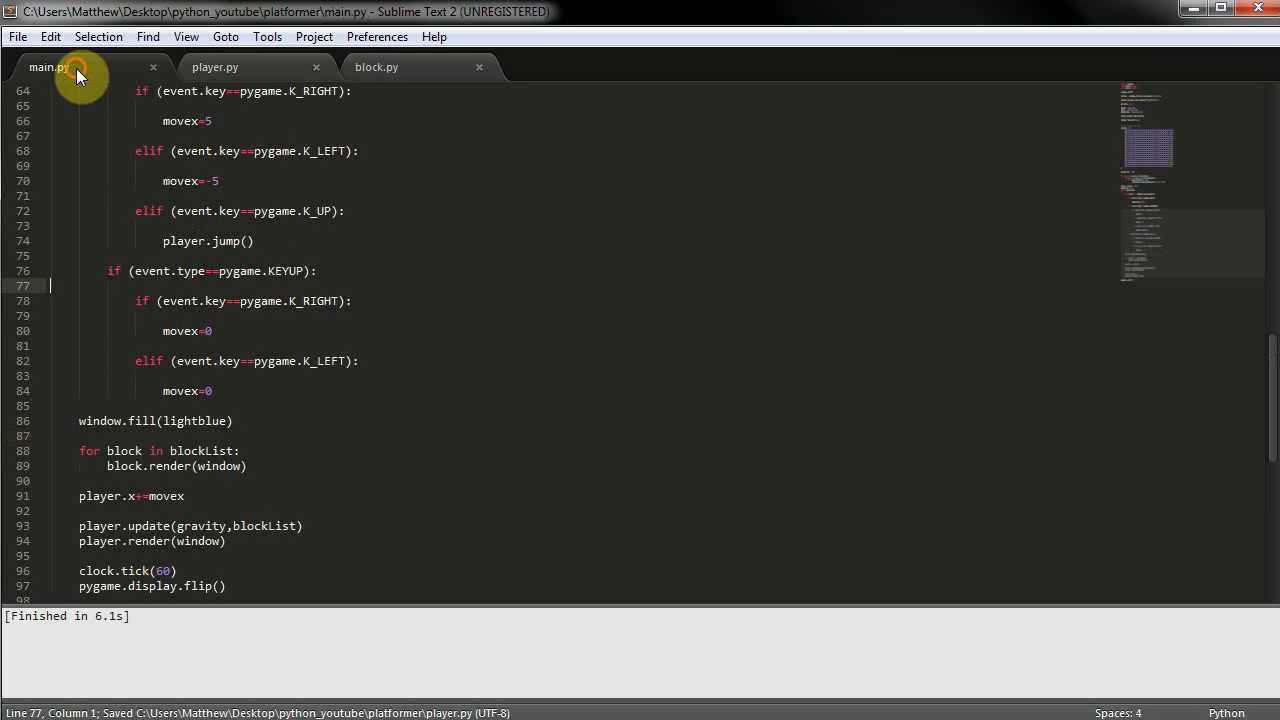 C:\Users\Matthew\Desktop\python_youtube\platformer\main.py - Sublime Text 2 (UNREGISTERED)
File Edit Selection Find View Goto Tools Project Preferences Help
main.py × player.py × block.py ×
64 if (event.key==pygame.K_RIGHT):
65
66 movex=5
67
68 elif (event.key==pygame.K_LEFT):
69
70 movex=-5
71
72 elif (event.key==pygame.K_UP):
73
74 player.jump()
75
76 if (event.type==pygame.KEYUP):
77
78 if (event.key==pygame.K_RIGHT):
79
80 movex=0
81
82 elif (event.key==pygame.K_LEFT):
83
84 movex=0
85
86 window.fill(lightblue)
87
88 for block in blockList:
89 block.render(window)
90
91 player.x+=movex
92
93 player.update(gravity,blockList)
94 player.render(window)
95
96 clock.tick(60)
97 pygame.display.flip()
98
[Finished in 6.1s]
Line 77, Column 1; Saved C:\Users\Matthew\Desktop\python_youtube\platformer\player.py (UTF-8) Spaces: 4 Python